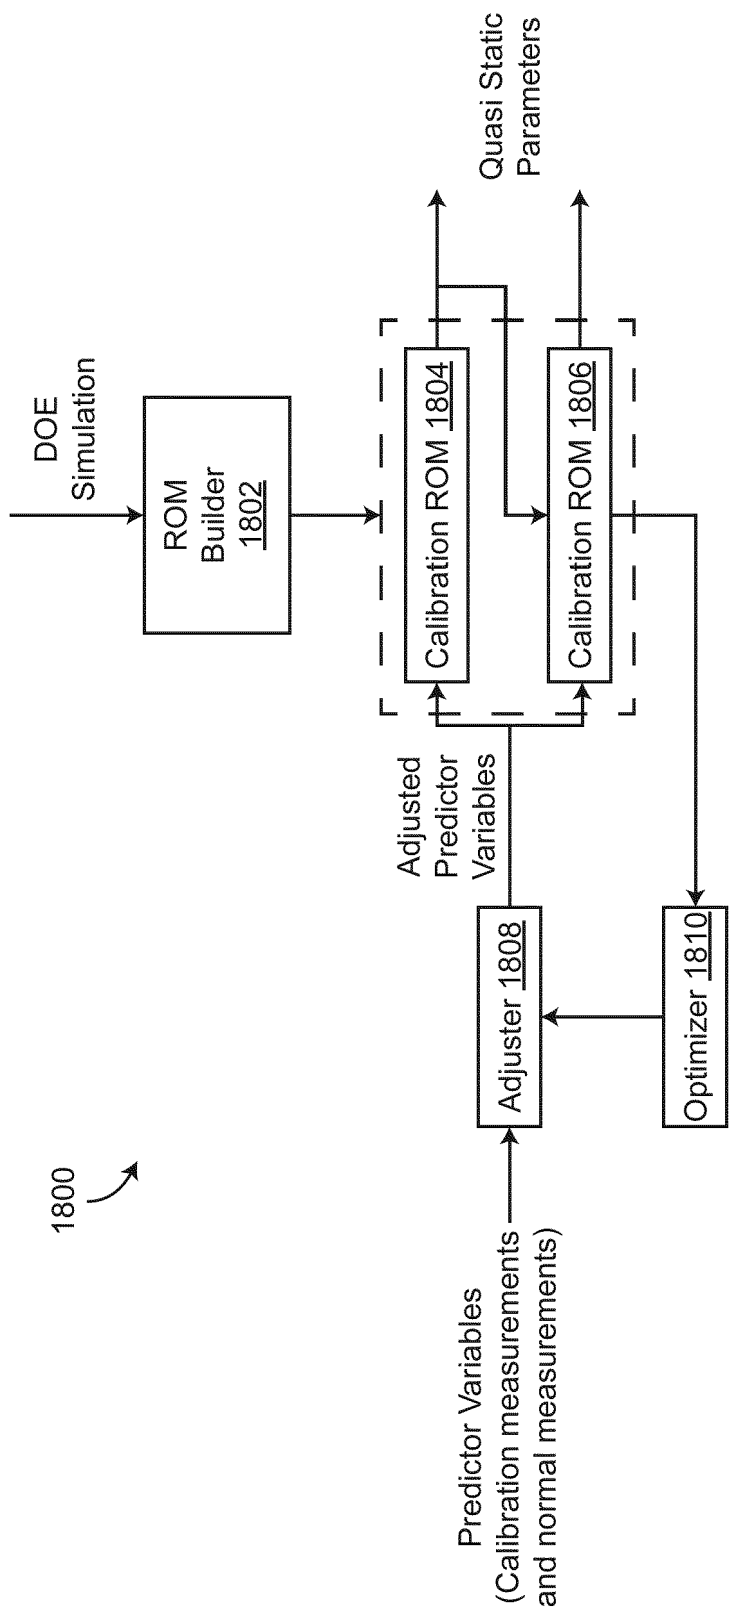 1800
DOE
Simulation
ROM
Builder
1802
Predictor Variables
(Calibration measurements
and normal measurements)
Adjuster 1808
Adjusted
Predictor
Variables
Calibration ROM 1804
Calibration ROM 1806
Quasi Static
Parameters
Optimizer 1810